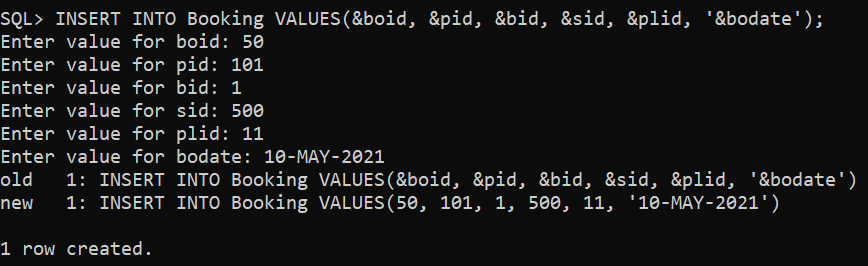 SQL> INSERT INTO Booking VALUES(&boid, &pid, &bid, &sid, &plid, '&bodate');
Enter value for boid: 50
Enter value for pid: 101
Enter value for bid: 1
Enter value for sid: 500
Enter value for plid: 11
Enter value for bodate: 10-MAY-2021
old   1: INSERT INTO Booking VALUES(&boid, &pid, &bid, &sid, &plid, '&bodate')
new   1: INSERT INTO Booking VALUES(50, 101, 1, 500, 11, '10-MAY-2021')
1 row created.